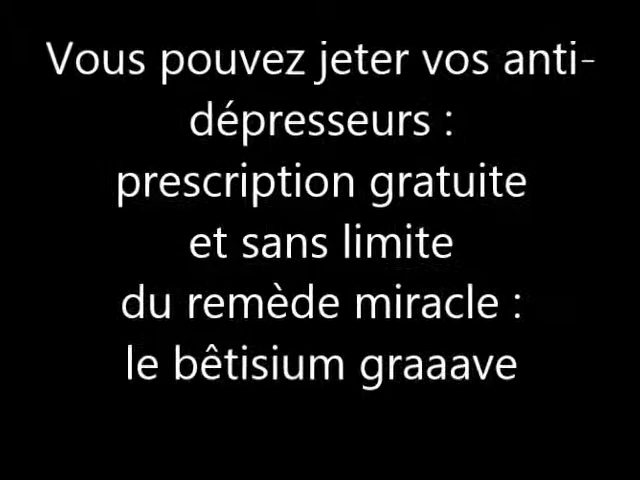 Vous pouvez jeter vos anti-
dépresseurs :
prescription gratuite
et sans limite
du remède miracle :
le bêtisium graaave